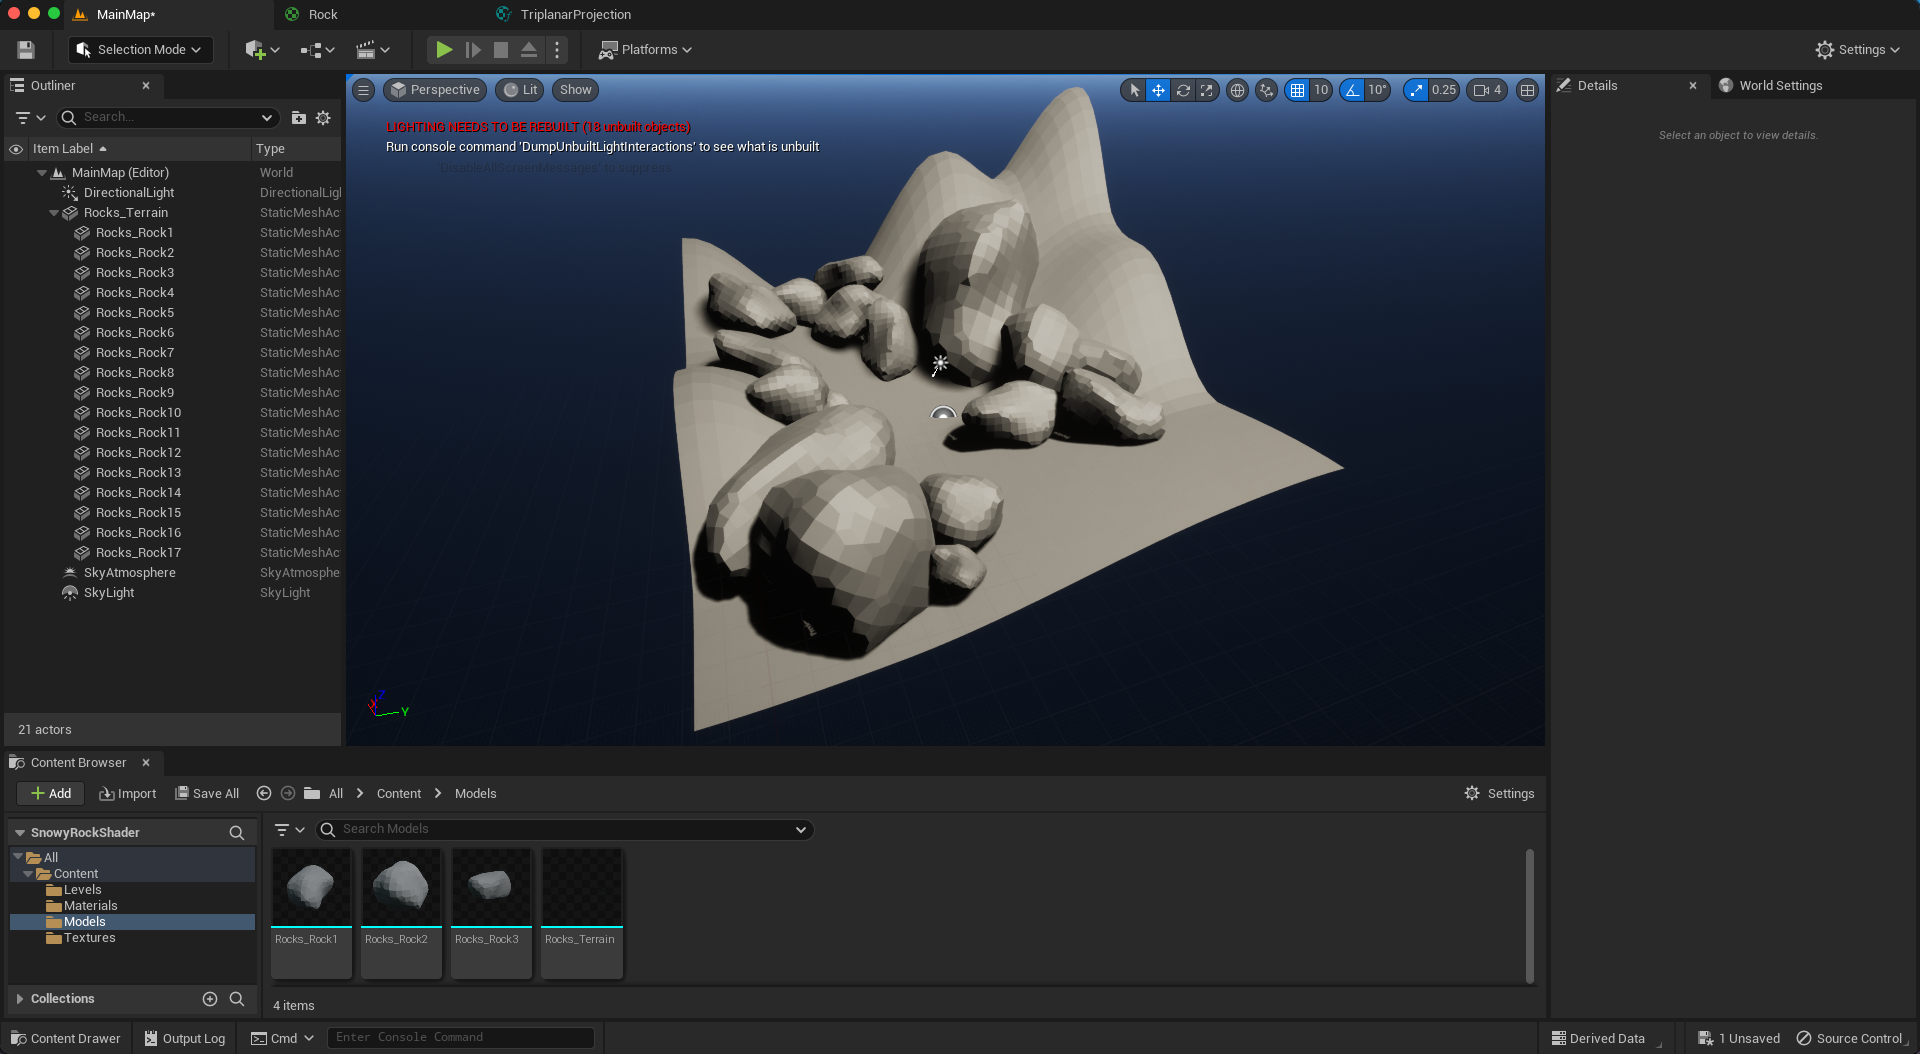 MainMap*
Rock
TriplanarProjection
Selection Mode
Platforms
Settings
Outliner
Perspective
Lit
Show
10
10°
0.25
4
Details
World Settings
Search...
Select an object to view details.
LIGHTING NEEDS TO BE REBUILT (18 unbuilt objects)
Run console command 'DumpUnbuiltLightInteractions' to see what is unbuilt
'DisableAllScreenMessages' to suppress
Item Label
Type
MainMap (Editor)
World
DirectionalLight
DirectionalLigl
Rocks_Terrain
StaticMeshAc
Rocks_Rock1
StaticMeshAc
Rocks_Rock2
StaticMeshAc
Rocks_Rock3
StaticMeshAc
Rocks_Rock4
StaticMeshAc
Rocks_Rock5
StaticMeshAc
Rocks_Rock6
StaticMeshAc
Rocks_Rock7
StaticMeshAc
Rocks_Rock8
StaticMeshAc
Rocks_Rock9
StaticMeshAc
Rocks_Rock10
StaticMeshAc
Rocks_Rock11
StaticMeshAc
Rocks_Rock12
StaticMeshAc
Rocks_Rock13
StaticMeshAc
Rocks_Rock14
StaticMeshAc
Rocks_Rock15
StaticMeshAc
Rocks_Rock16
StaticMeshAc
Rocks_Rock17
StaticMeshAc
SkyAtmosphere
SkyAtmosphe
SkyLight
SkyLight
21 actors
Z
X
Y
Content Browser
Add
Import
Save All
All
Content
Models
Settings
SnowyRockShader
Search Models
All
Content
Levels
Materials
Models
Textures
Rocks_Rock1
Rocks_Rock2
Rocks_Rock3
Rocks_Terrain
Collections
4 items
Content Drawer
Output Log
Cmd
Enter Console Command
Derived Data
1 Unsaved
Source Control